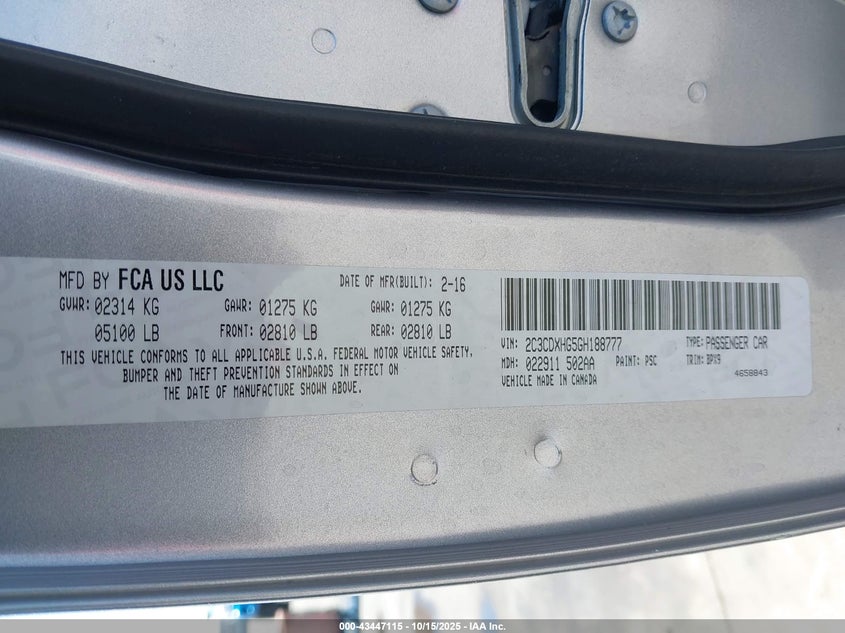 MFD BY FCA US LLC DATE OF MFR(BUILT): 2-16
GVWR: 02314 KG GAWR: 01275 KG GAWR: 01275 KG
05100 LB FRONT: 02810 LB REAR: 02810 LB
THIS VEHICLE CONFORMS TO ALL APPLICABLE U.S.A. FEDERAL MOTOR VEHICLE SAFETY,
BUMPER AND THEFT PREVENTION STANDARDS IN EFFECT ON
THE DATE OF MANUFACTURE SHOWN ABOVE.
VIN: 2C3CDXHG5GH188777 TYPE: PASSENGER CAR
MDH: 022911 502AA PAINT: PSC TRIM: BPX9
VEHICLE MADE IN CANADA 4658843
000-43447115 - 10/15/2025 - IAA Inc.